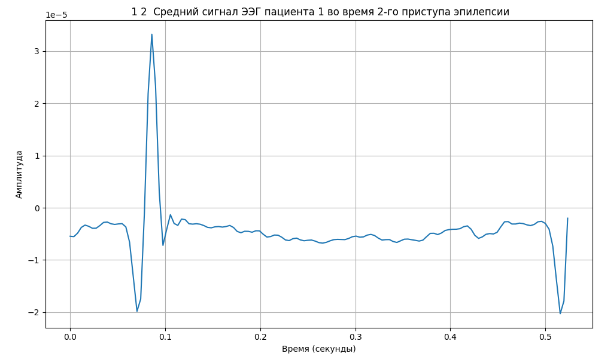 1 2 Средний сигнал ЭЭГ пациента 1 во время 2-го приступа эпилепсии
1e−5
3
2
1
0
−1
−2
Амплитуда
0.0 0.1 0.2 0.3 0.4 0.5
Время (секунды)